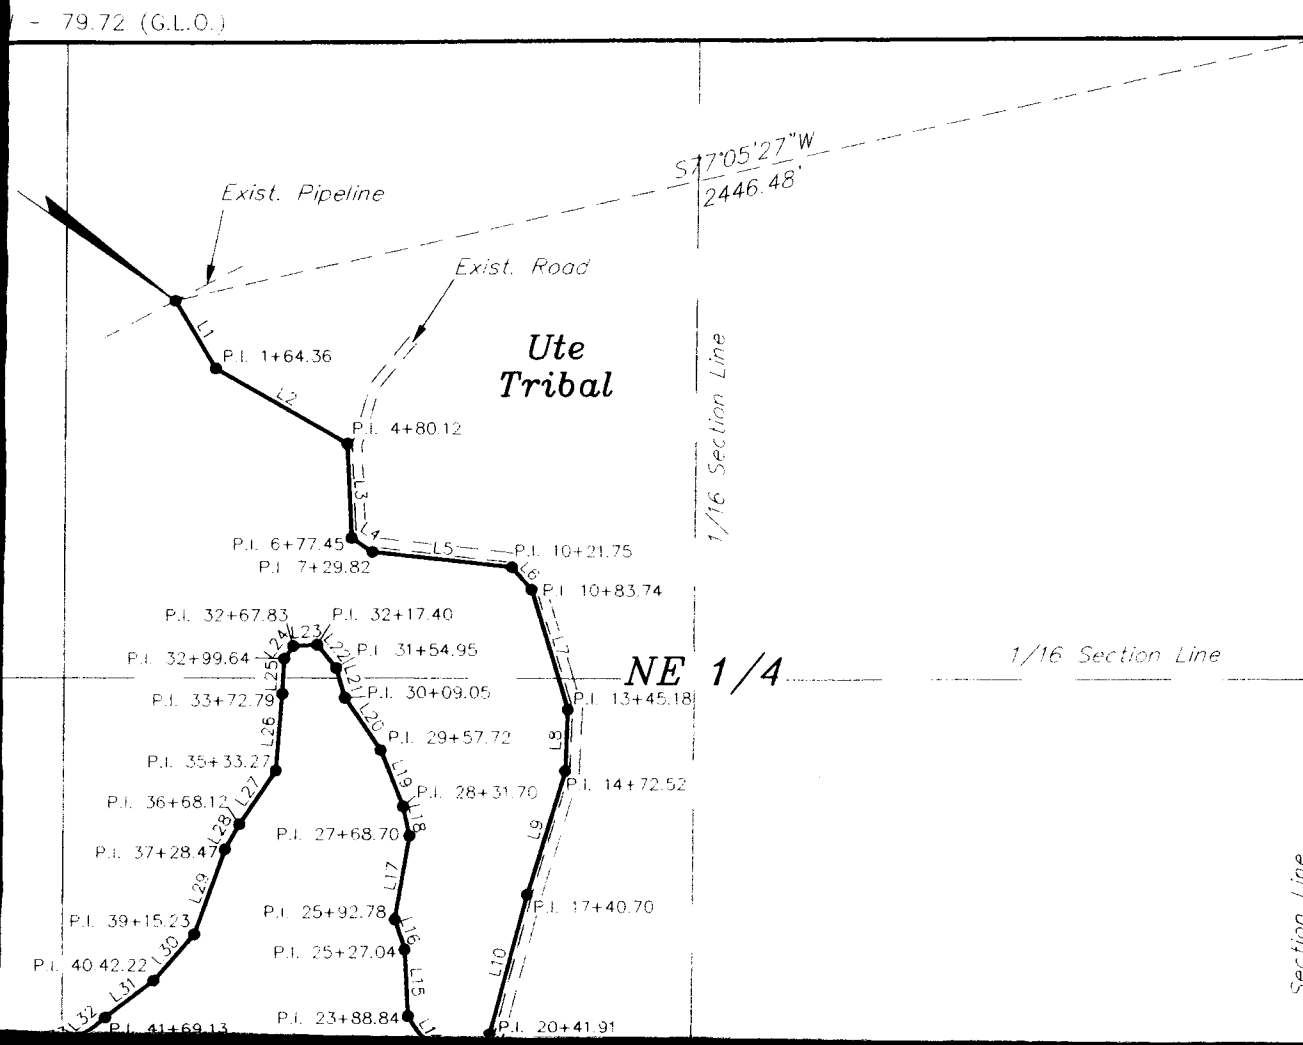 - 79.72 (G.L.O.)
S77°05'27"W
2446.48'
Exist. Pipeline
Exist. Road
L1
P.I. 1+64.36
Ute
Tribal
L2
P.I. 4+80.12
1/16 Section Line
L3
L4
P.I. 6+77.45
L5
P.I. 10+21.75
P.I 7+29.82
L6
P.I 10+83.74
P.I. 32+67.83
P.I. 32+17.40
L23
L24
L22
P.I 31+54.95
L7
P.I. 32+99.64
1/16 Section Line
NE 1/4
L25
L21
P.I. 33+72.79
P.I. 30+09.05
P.I. 13+45.18
L26
L20
L8
P.I. 29+57.72
P.I. 35+33.27
L19
P.I. 14+72.52
L27
P.I. 36+68.12
P.I. 28+31.70
L18
L28
P.I. 27+68.70
L9
P.I. 37+28.47
L29
L17
P.I. 39+15.23
P.I. 25+92.78
P.I. 17+40.70
L16
L30
P.I. 25+27.04
P.I. 40.42.22
L10
L31
L15
Section Line
L32
P.I. 41+69.13
P.I. 23+88.84
P.I. 20+41.91